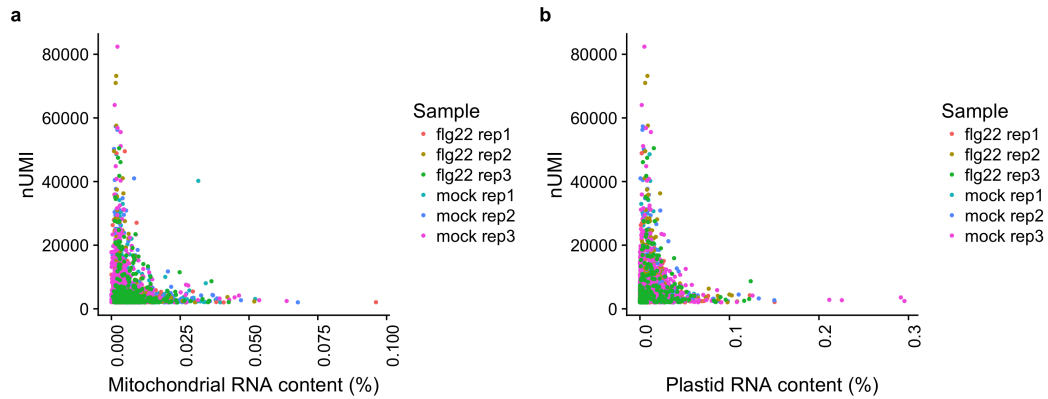 a
nUMI
80000
60000
40000
20000
0
0.000
0.025
0.050
0.075
0.100
Mitochondrial RNA content (%)
Sample
flg22 rep1
flg22 rep2
flg22 rep3
mock rep1
mock rep2
mock rep3
b
nUMI
80000
60000
40000
20000
0
0.0
0.1
0.2
0.3
Plastid RNA content (%)
Sample
flg22 rep1
flg22 rep2
flg22 rep3
mock rep1
mock rep2
mock rep3